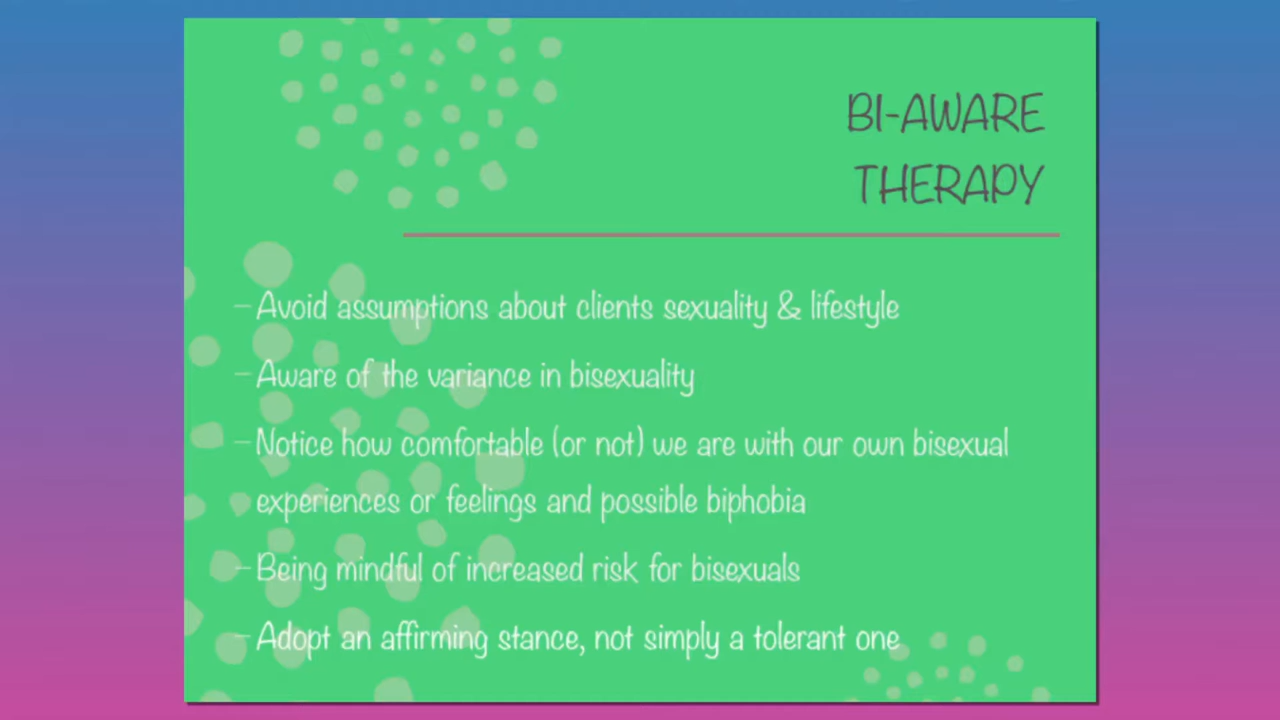 BI-AWARE
THERAPY
– Avoid assumptions about clients sexuality & lifestyle
– Aware of the variance in bisexuality
– Notice how comfortable (or not) we are with our own bisexual
experiences or feelings and possible biphobia
– Being mindful of increased risk for bisexuals
– Adopt an affirming stance, not simply a tolerant one